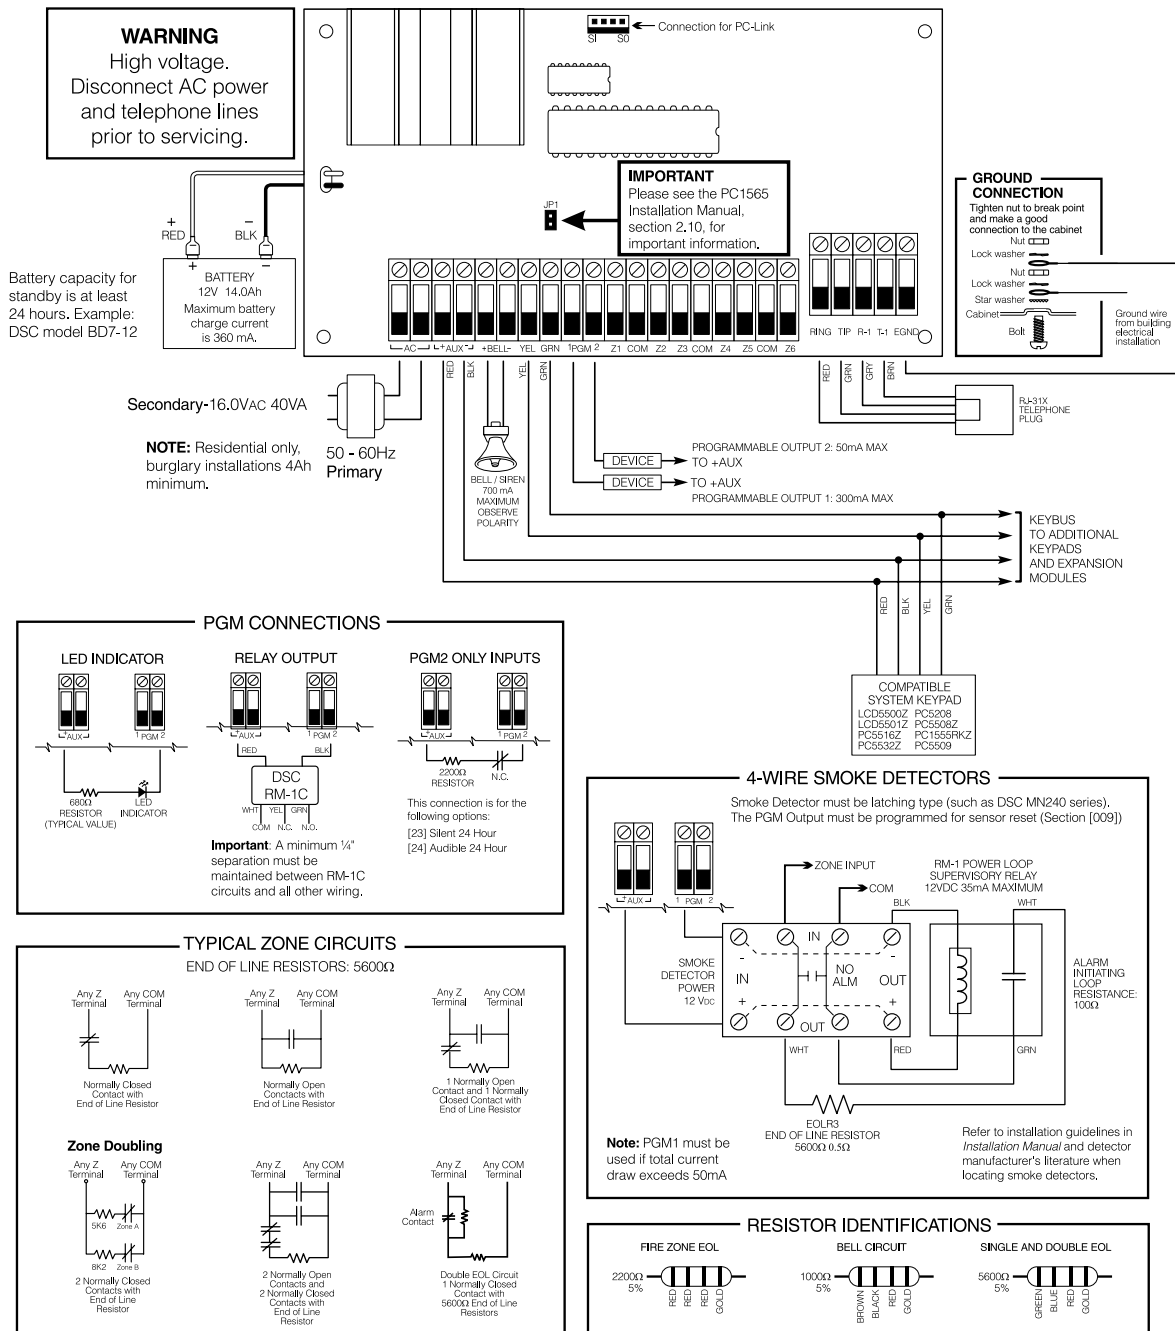 WARNING
High voltage.
Disconnect AC power
and telephone lines
prior to servicing.
SI S0
Connection for PC-Link
IMPORTANT
Please see the PC1565
Installation Manual,
section 2.10, for
important information.
JP1
GROUND
CONNECTION
Tighten nut to break point
and make a good
connection to the cabinet
Nut
Lock washer
Nut
Lock washer
Star washer
Cabinet
Bolt
Ground wire
from building
electrical
installation
+ −
RED BLK
+ −
BATTERY
12V 14.0Ah
Maximum battery
charge current
is 360 mA.
Battery capacity for
standby is at least
24 hours. Example:
DSC model BD7-12
AC +AUX- +BELL- YEL GRN 1PGM 2 Z1 COM Z2 Z3 COM Z4 Z5 COM Z6
RING TIP R-1 T-1 EGND
RED BLK YEL GRN
RED GRN GRY BRN
RJ-31X
TELEPHONE
PLUG
Secondary-16.0VAC 40VA
50 - 60Hz
Primary
NOTE: Residential only,
burglary installations 4Ah
minimum.
BELL / SIREN
700 mA
MAXIMUM
OBSERVE
POLARITY
PROGRAMMABLE OUTPUT 2: 50mA MAX
DEVICE TO +AUX
DEVICE TO +AUX
PROGRAMMABLE OUTPUT 1: 300mA MAX
KEYBUS
TO ADDITIONAL
KEYPADS
AND EXPANSION
MODULES
RED BLK YEL GRN
COMPATIBLE
SYSTEM KEYPAD
LCD5500Z PC5208
LCD5501Z PC5508Z
PC5516Z PC1555RKZ
PC5532Z PC5509
PGM CONNECTIONS
LED INDICATOR
+AUX- 1 PGM 2
680Ω
RESISTOR
(TYPICAL VALUE)
LED
INDICATOR
RELAY OUTPUT
+AUX- 1 PGM 2
RED BLK
DSC
RM-1C
WHT YEL GRN
COM N.C. N.O.
Important: A minimum ¼"
separation must be
maintained between RM-1C
circuits and all other wiring.
PGM2 ONLY INPUTS
+AUX- 1 PGM 2
2200Ω
RESISTOR
N.C.
This connection is for the
following options:
[23] Silent 24 Hour
[24] Audible 24 Hour
4-WIRE SMOKE DETECTORS
Smoke Detector must be latching type (such as DSC MN240 series).
The PGM Output must be programmed for sensor reset (Section [009])
+AUX- 1 PGM 2
ZONE INPUT
COM
RM-1 POWER LOOP
SUPERVISORY RELAY
12VDC 35mA MAXIMUM
BLK WHT
SMOKE
DETECTOR
POWER
12 VDC
IN
- -
IN NO
ALM OUT
+ +
OUT
WHT RED GRN
ALARM
INITIATING
LOOP
RESISTANCE:
100Ω
EOLR3
END OF LINE RESISTOR
5600Ω 0.5Ω
Note: PGM1 must be
used if total current
draw exceeds 50mA
Refer to installation guidelines in
Installation Manual and detector
manufacturer's literature when
locating smoke detectors.
TYPICAL ZONE CIRCUITS
END OF LINE RESISTORS: 5600Ω
Any Z Terminal Any COM Terminal
Normally Closed
Contact with
End of Line Resistor
Any Z Terminal Any COM Terminal
Normally Open
Contacts with
End of Line Resistor
Any Z Terminal Any COM Terminal
1 Normally Open
Contact and 1 Normally
Closed Contact with
End of Line Resistor
Zone Doubling
Any Z Terminal Any COM Terminal
5K6 Zone A
8K2 Zone B
2 Normally Closed
Contacts with
End of Line
Resistor
Any Z Terminal Any COM Terminal
2 Normally Open
Contacts and
2 Normally Closed
Contacts with
End of Line
Resistor
Any Z Terminal Any COM Terminal
Alarm
Contact
Double EOL Circuit
1 Normally Closed
Contact with
5600Ω End of Line
Resistors
RESISTOR IDENTIFICATIONS
FIRE ZONE EOL
2200Ω
5%
RED RED RED GOLD
BELL CIRCUIT
1000Ω
5%
BROWN BLACK RED GOLD
SINGLE AND DOUBLE EOL
5600Ω
5%
GREEN BLUE RED GOLD